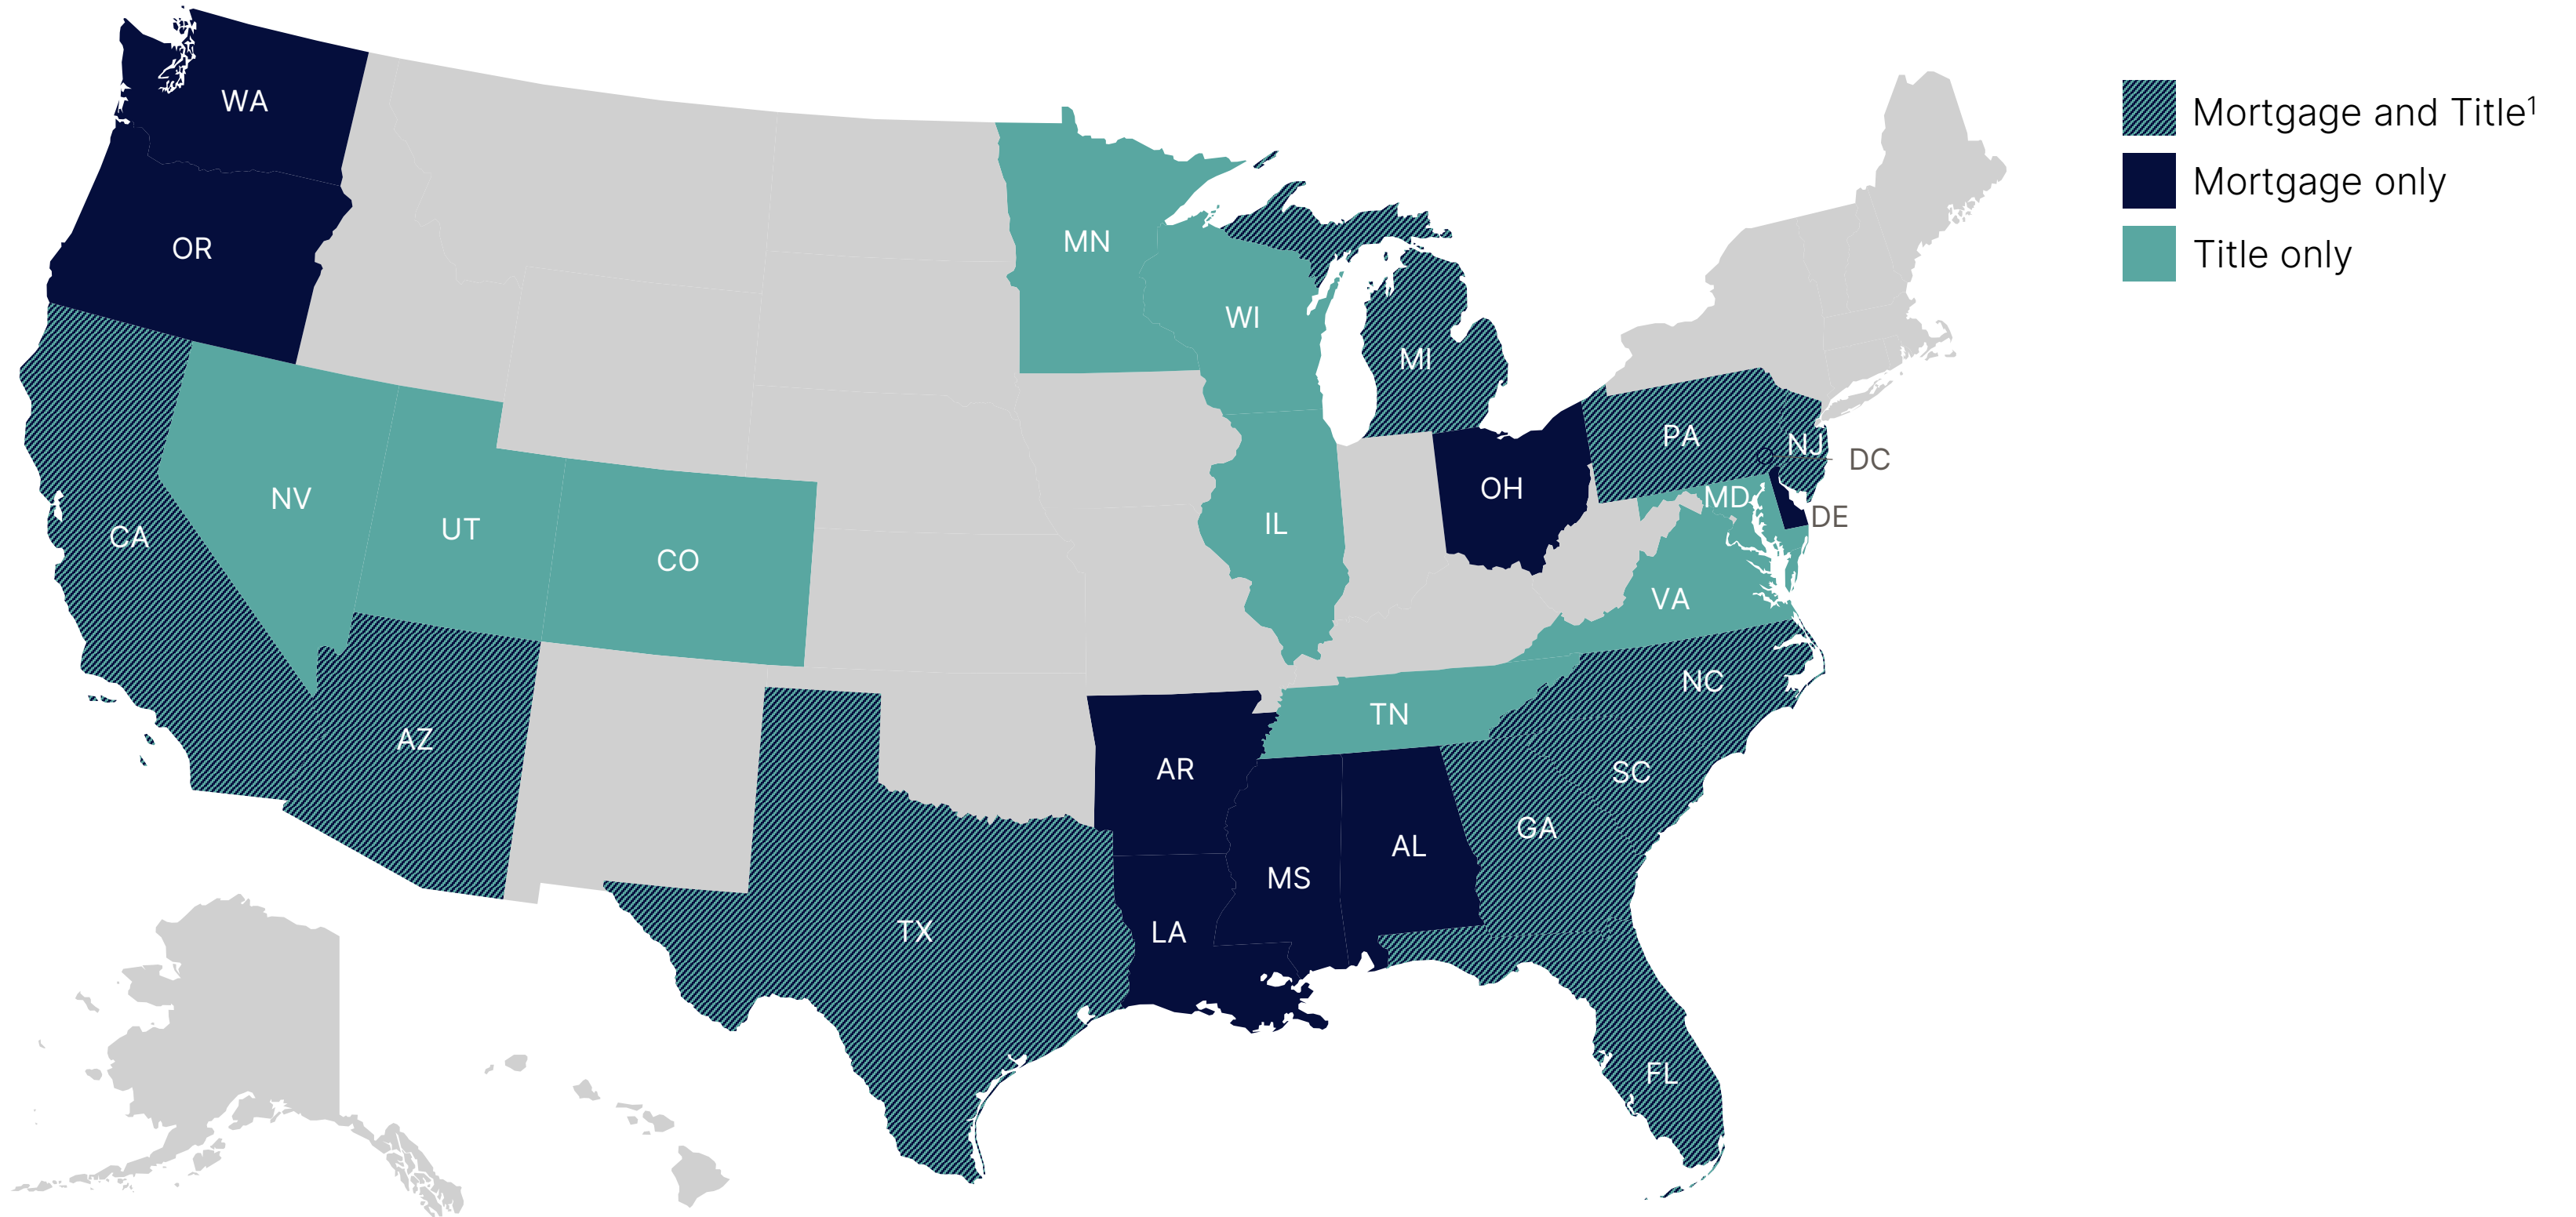 WA
Mortgage and Title¹
Mortgage only
OR
MN
Title only
WI
MI
PA
NJ
DC
NV
OH
MD
DE
CA
UT
IL
CO
VA
NC
TN
AZ
SC
AR
GA
AL
MS
TX
LA
FL